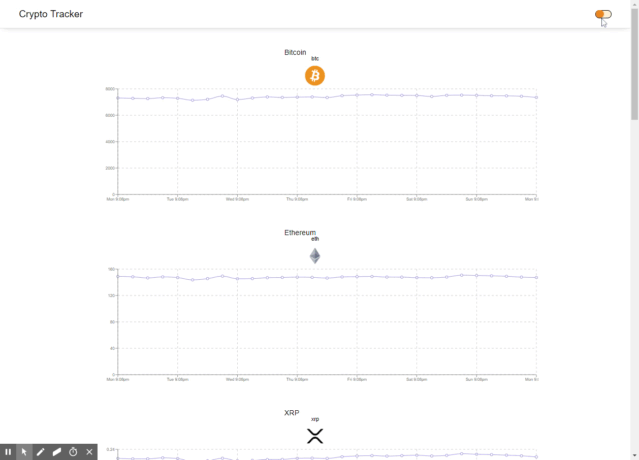 Crypto Tracker
Bitcoin
btc
8000
6000
4000
2000
0
Mon 6:08pm Tue 6:08pm Wed 6:08pm Thu 6:08pm Fri 6:08pm Sat 6:08pm Sun 6:08pm Mon 6:
Ethereum
eth
160
120
80
40
0
Mon 6:08pm Tue 6:08pm Wed 6:08pm Thu 6:08pm Fri 6:08pm Sat 6:08pm Sun 6:08pm Mon 6:
XRP
xrp
0.24